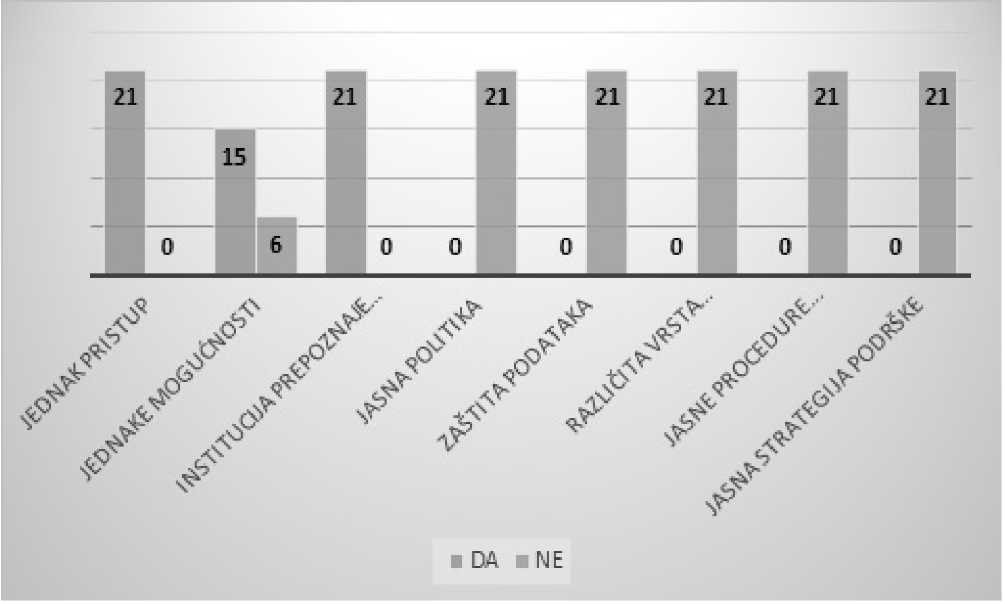 21 0
15 6
21 0
0 21
0 21
0 21
0 21
0 21
JEDNAK PRISTUP
JEDNAKE MOGUĆNOSTI
INSTITUCIJA PREPOZNAJE...
JASNA POLITIKA
ZAŠTITA PODATAKA
RAZLIČITA VRSTA...
JASNE PROCEDURE...
JASNA STRATEGIJA PODRŠKE
DA NE